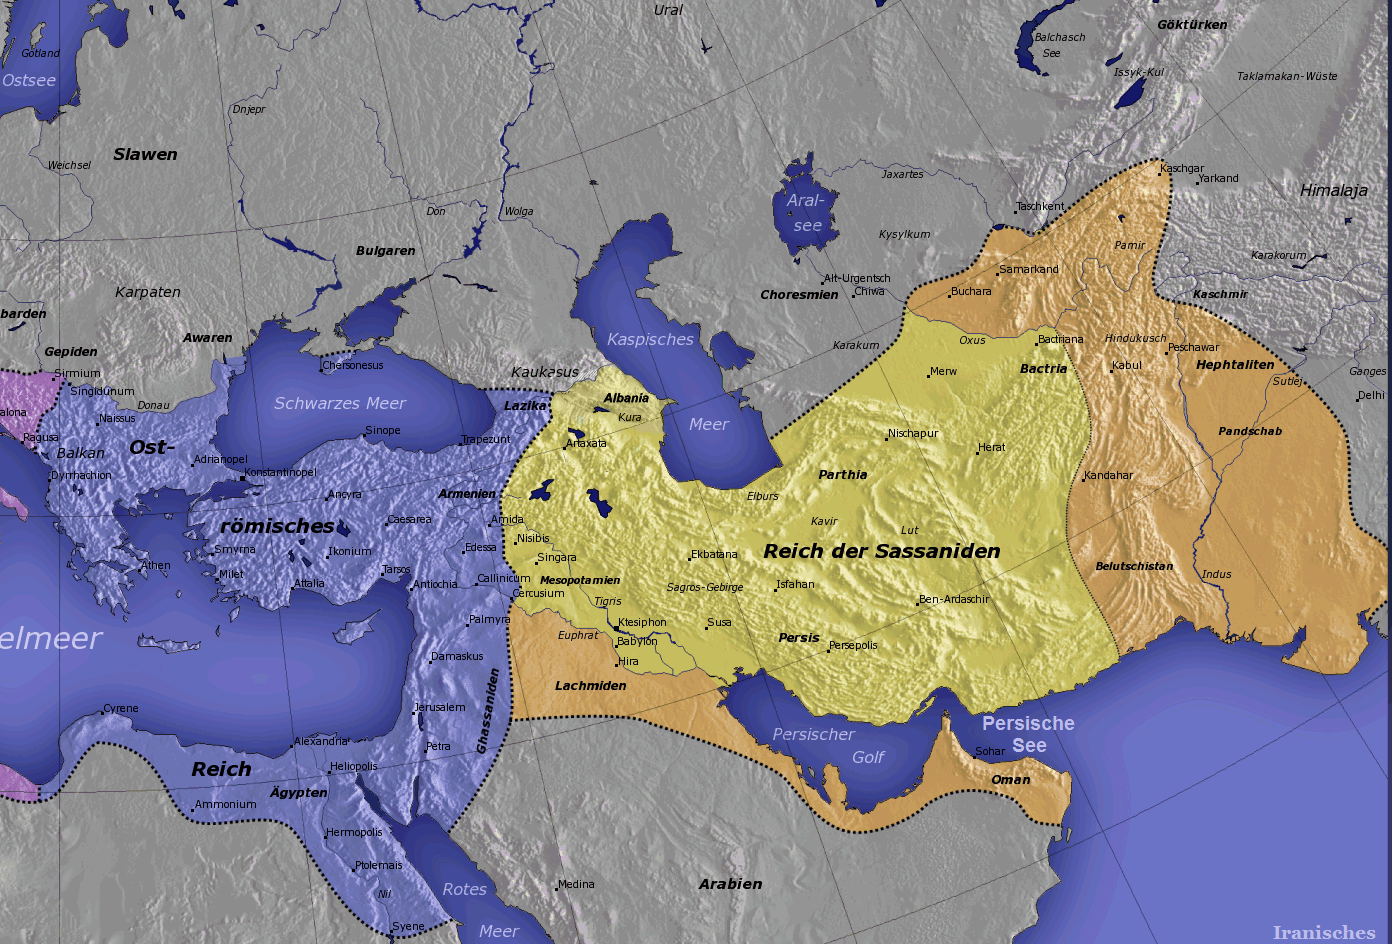 Ural
Göktürken
Balchasch
See
Gotland
Ostsee
Issyk-Kul
Taklamakan-Wüste
Dnjepr
Slawen
Weichsel
Jaxartes
Kaschgar
Yarkand
Himalaja
Aral-
see
Taschkent
Don
Wolga
Kysylkum
Bulgaren
Pamir
Karakorum
Samarkand
Alt-Urgentsch
Karpaten
Choresmien
Chiwa
Buchara
Kaschmir
barden
Awaren
Kaspisches
Meer
Karakum
Oxus
Bactriana
Hindukusch
Peschawar
Gepiden
Chersonesus
Kaukasus
Merw
Bactria
Kabul
Hephtaliten
Ganges
Sirmium
Sutlej
Singidunum
Delhi
Donau
Schwarzes Meer
Lazika
Albania
Kura
alona
Naissus
Ragusa
Sinope
Trapezunt
Artaxata
Nischapur
Herat
Pandschab
Balkan
Ost-
römisches
Reich
Adrianopel
Konstantinopel
Dyrrhachion
Ancyra
Armenien
Elburs
Parthia
Kandahar
Caesarea
Amida
Kavir
Lut
Nisibis
Smyrna
Ikonium
Edessa
Singara
Ekbatana
Reich der Sassaniden
Athen
Milet
Attalia
Tarsos
Antiochia
Callinicum
Cercusium
Mesopotamien
Sagros-Gebirge
Isfahan
Belutschistan
Indus
Tigris
Ben-Ardaschir
Palmyra
Ktesiphon
Susa
elmeer
Euphrat
Babylon
Persis
Persepolis
Damaskus
Hira
Lachmiden
Ghassaniden
Cyrene
Jerusalem
Persische
See
Persischer
Golf
Alexandria
Petra
Sohar
Heliopolis
Oman
Ägypten
Ammonium
Hermopolis
Ptolemais
Nil
Rotes
Meer
Medina
Arabien
Syene
Iranisches